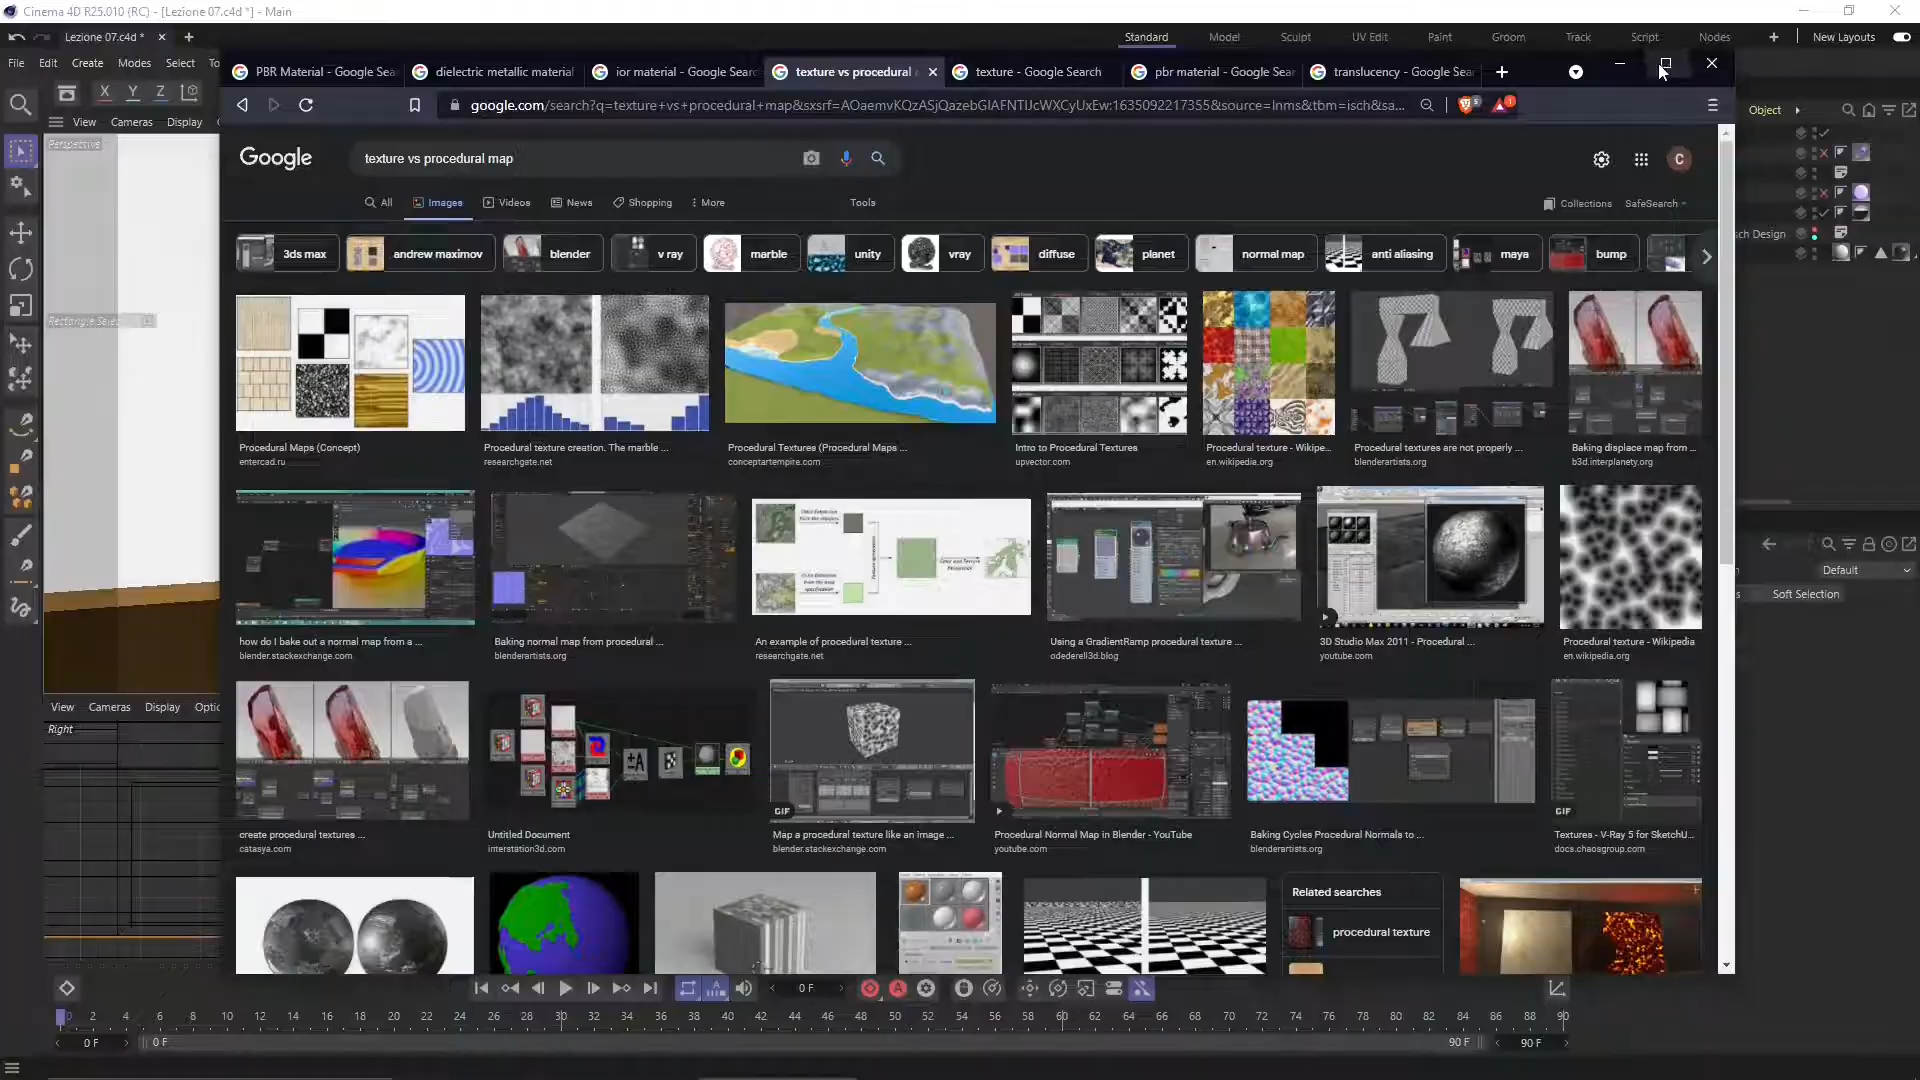 Cinema 4D R25.010 (RC) - [Lezione 07.c4d *] - Main
Lezione 07.c4d *
Standard Model Sculpt UV Edit Paint Groom Track Script Nodes New Layouts
File Edit Create Modes Select To
PBR Material - Google Sea
dielectric metallic material
ior material - Google Searc
texture vs procedural
texture - Google Search
pbr material - Google Sear
translucency - Google Sea
X Y Z
google.com/search?q=texture+vs+procedural+map&sxsrf=AOaemvKQzASjQazebGIAFNTIJcWXCyUxEw:1635092217355&source=lnms&tbm=isch&sa...
Object
View Cameras Display
Perspective
Google
texture vs procedural map
C
All Images Videos News Shopping More Tools
Collections SafeSearch
3ds max
andrew maximov
blender
v ray
marble
unity
vray
diffuse
planet
normal map
anti aliasing
maya
bump
sch Design
Procedural Maps (Concept)
entercad.ru
Procedural texture creation. The marble ...
researchgate.net
Procedural Textures (Procedural Maps ...
conceptartempire.com
Intro to Procedural Textures
upvector.com
Procedural texture - Wikipe...
en.wikipedia.org
Procedural textures are not properly ...
blenderartists.org
Baking displace map from ...
b3d.interplanety.org
how do I bake out a normal map from a ...
blender.stackexchange.com
Baking normal map from procedural ...
blenderartists.org
An example of procedural texture ...
researchgate.net
Using a GradientRamp procedural texture ...
odederell3d.blog
3D Studio Max 2011 - Procedural ...
youtube.com
Procedural texture - Wikipedia
en.wikipedia.org
Default
Soft Selection
View Cameras Display Optic
Right
create procedural textures ...
catasya.com
Untitled Document
interstation3d.com
GIF
Map a procedural texture like an image ...
blender.stackexchange.com
Procedural Normal Map in Blender - YouTube
youtube.com
Baking Cycles Procedural Normals to ...
blenderartists.org
GIF
Textures - V-Ray 5 for SketchU...
docs.chaosgroup.com
Related searches
procedural texture
0 F
0 2 4 6 8 10 12 14 16 18 20 22 24 26 28 30 32 34 36 38 40 42 44 46 48 50 52 54 56 58 60 62 64 66 68 70 72 74 76 78 80 82 84 86 88 90
0 F 0 F 90 F 90 F